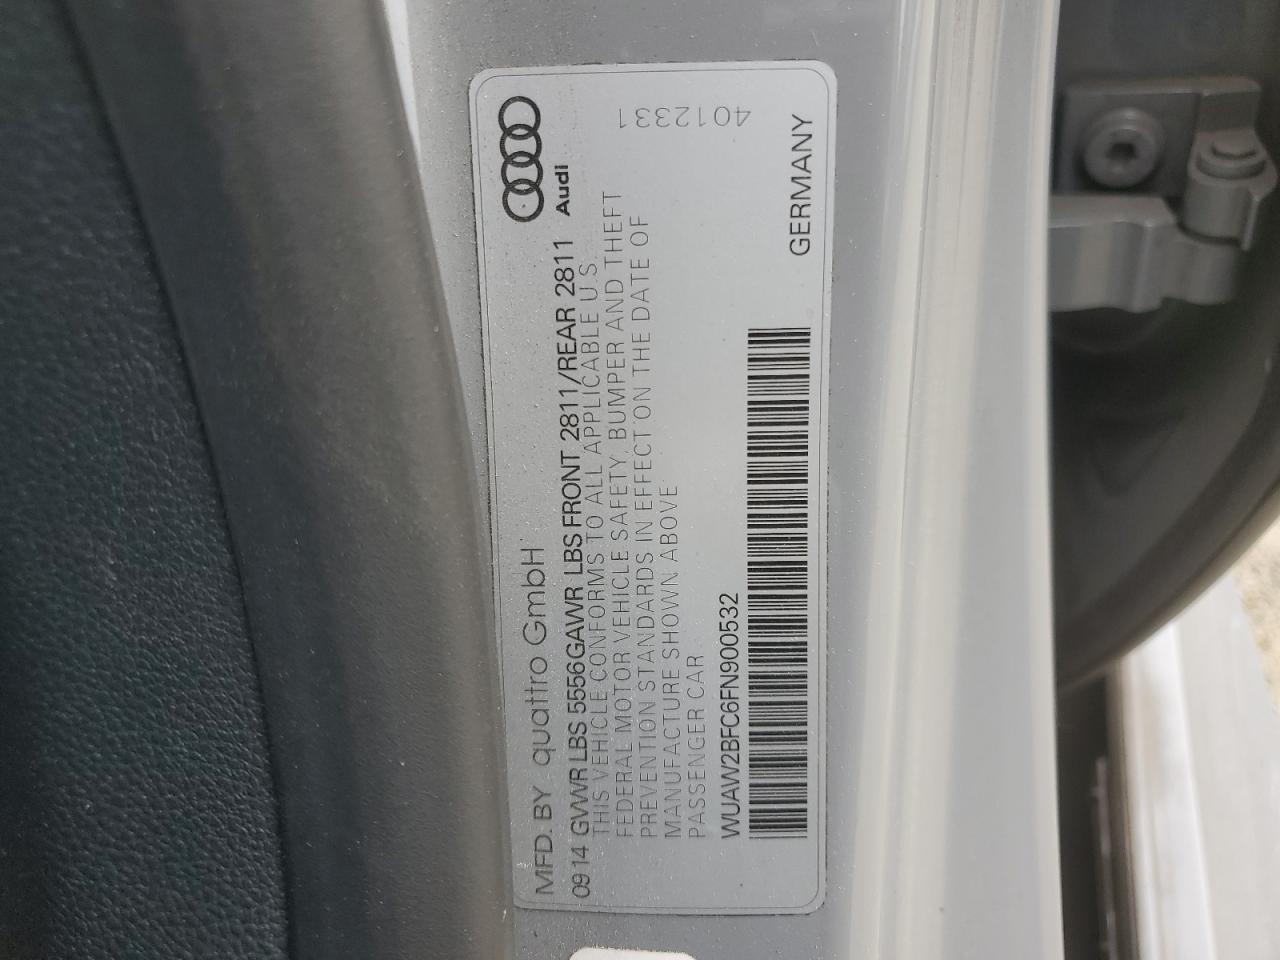 MFD. BY quattro GmbH
Audi
09 14 GVWR LBS 5556 GAWR LBS FRONT 2811/REAR 2811
THIS VEHICLE CONFORMS TO ALL APPLICABLE U S
FEDERAL MOTOR VEHICLE SAFETY, BUMPER AND THEFT
PREVENTION STANDARDS IN EFFECT ON THE DATE OF
MANUFACTURE SHOWN ABOVE
PASSENGER CAR
4012331
WUAW2BFC6FN900532
GERMANY